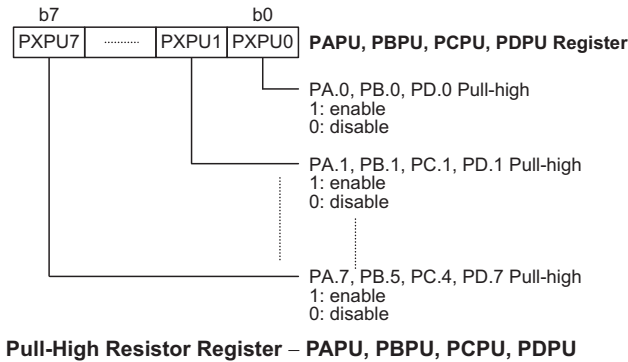 b7 b0
PXPU7 ........... PXPU1 PXPU0 PAPU, PBPU, PCPU, PDPU Register
PA.0, PB.0, PD.0 Pull-high
1: enable
0: disable
PA.1, PB.1, PC.1, PD.1 Pull-high
1: enable
0: disable
PA.7, PB.5, PC.4, PD.7 Pull-high
1: enable
0: disable
Pull-High Resistor Register – PAPU, PBPU, PCPU, PDPU